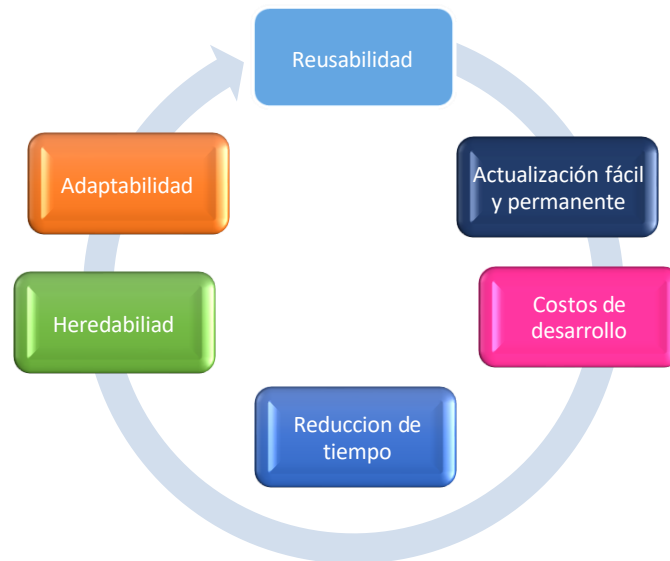 Reusabilidad
Actualización fácil
y permanente
Costos de
desarrollo
Reduccion de
tiempo
Heredabiliad
Adaptabilidad